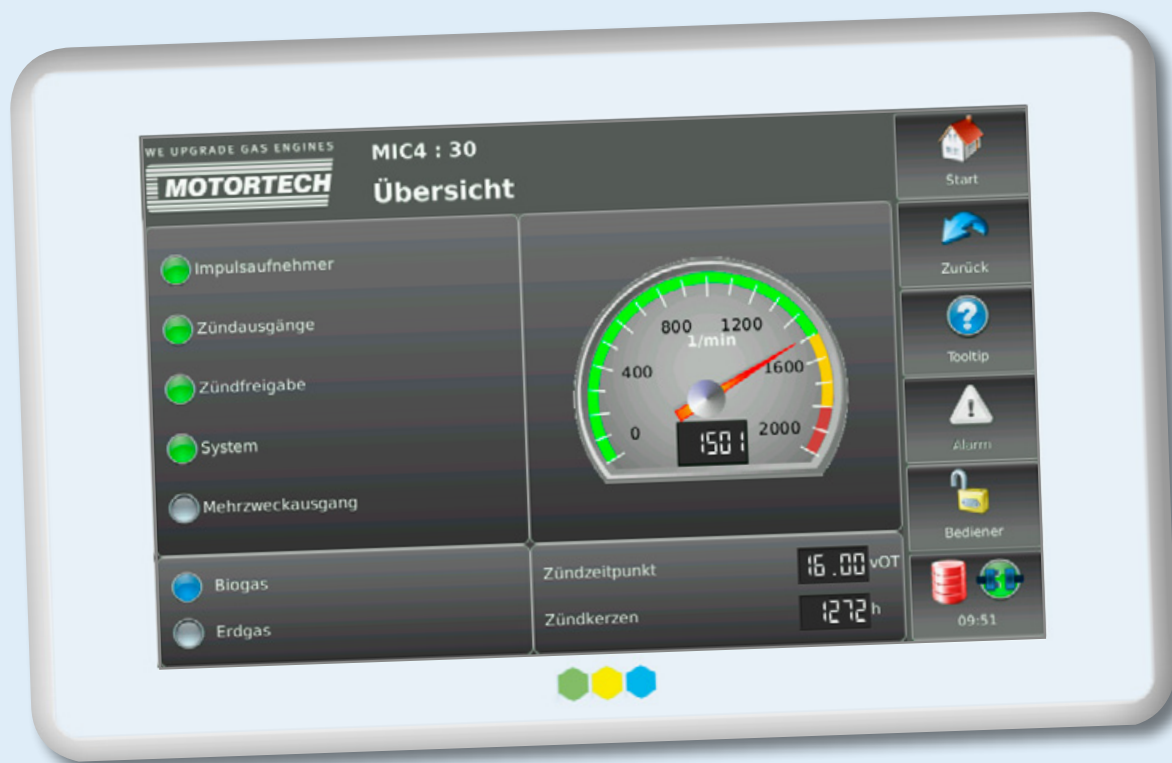 WE UPGRADE GAS ENGINES
MOTORTECH
MIC4 : 30
Übersicht
Impulsaufnehmer
Zündausgänge
Zündfreigabe
System
Mehrzweckausgang
0
400
800
1200
1600
2000
1/min
1501
Biogas
Erdgas
Zündzeitpunkt 16.00 vOT
Zündkerzen 1272 h
Start
Zurück
Tooltip
Alarm
Bediener
09:51